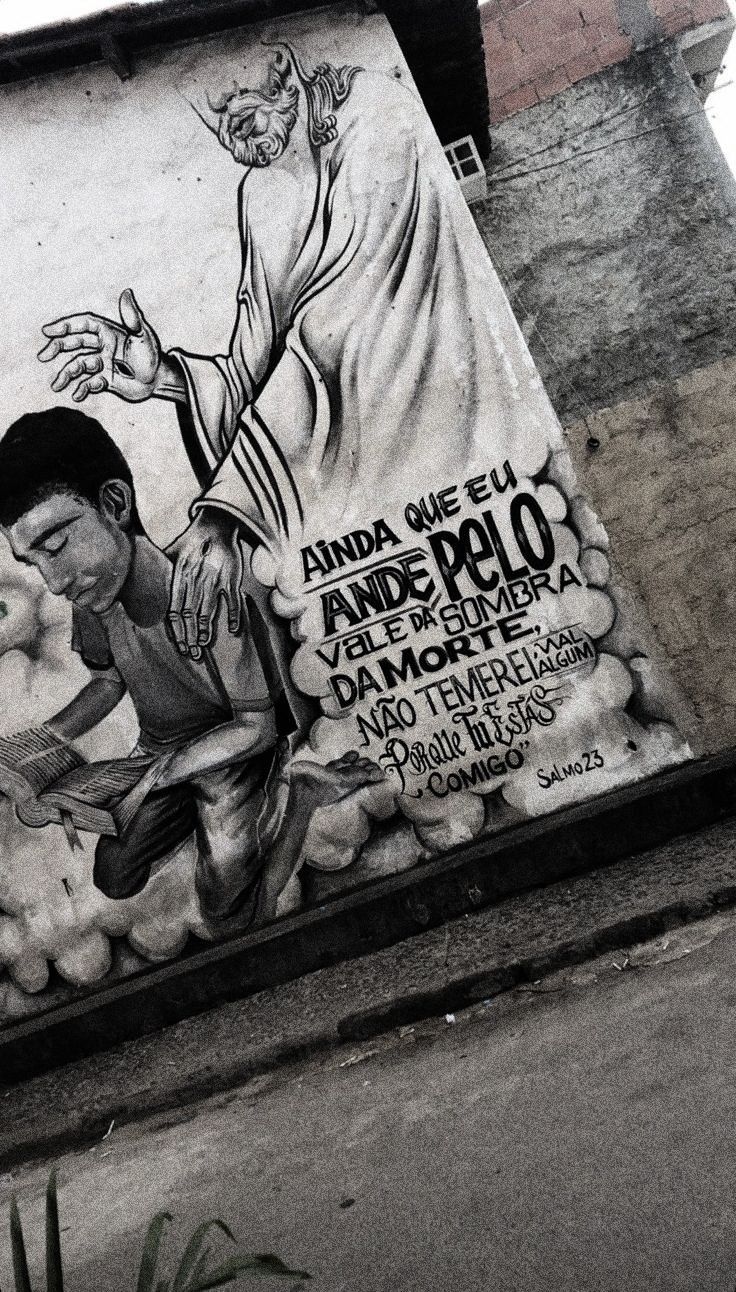 AINDA QUE EU
ANDE PELO
VALE DA SOMBRA
DA MORTE,
NÃO TEMEREI MAL ALGUM
PORQUE TU ESTÁS
COMIGO"
SALMO 23